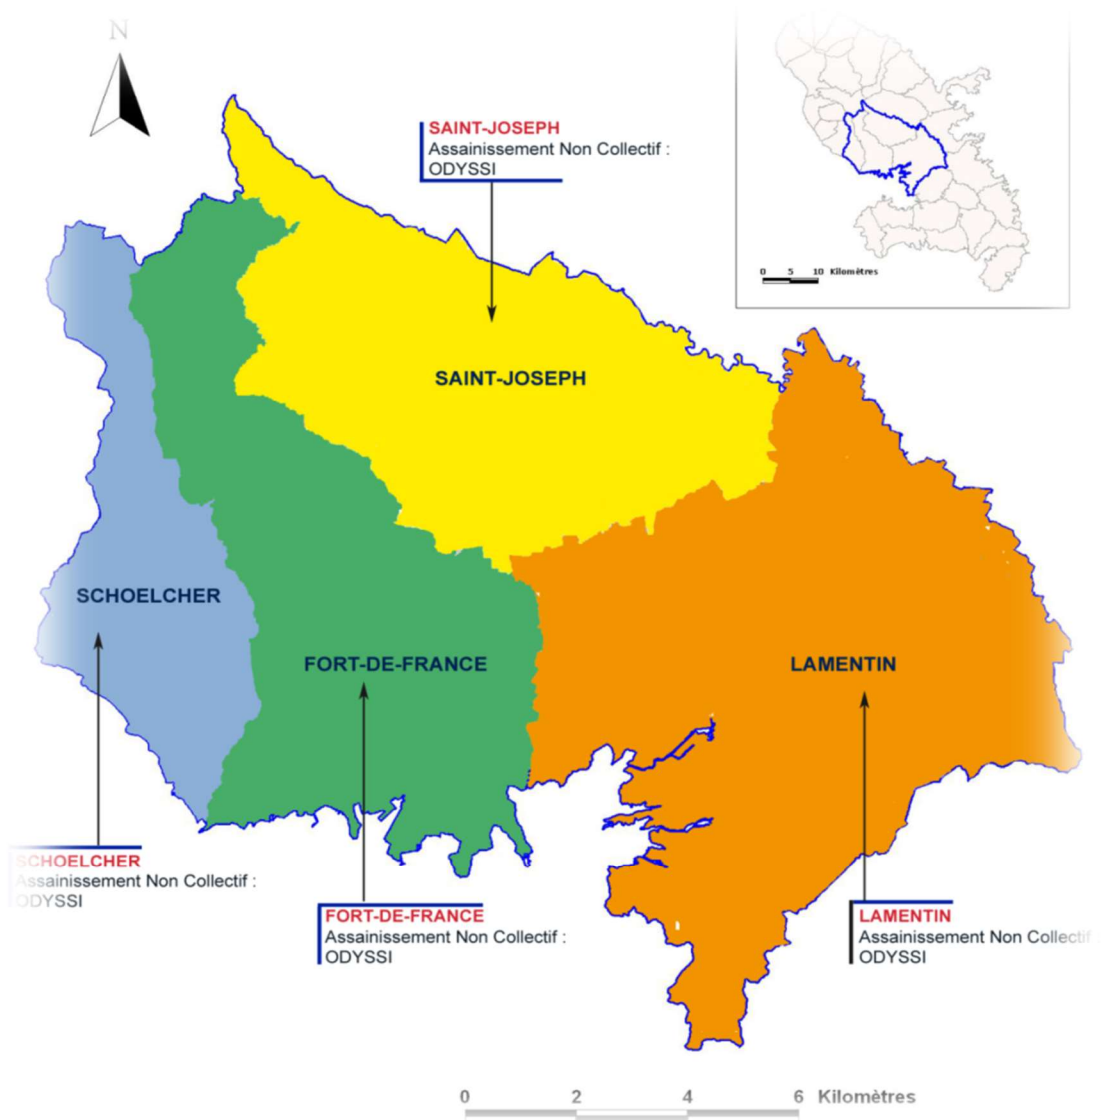 N
SAINT-JOSEPH
Assainissement Non Collectif :
ODYSSI
0 5 10 Kilomètres
SAINT-JOSEPH
SCHOELCHER
FORT-DE-FRANCE
LAMENTIN
SCHOELCHER
Assainissement Non Collectif :
ODYSSI
FORT-DE-FRANCE
Assainissement Non Collectif :
ODYSSI
LAMENTIN
Assainissement Non Collectif :
ODYSSI
0 2 4 6 Kilomètres